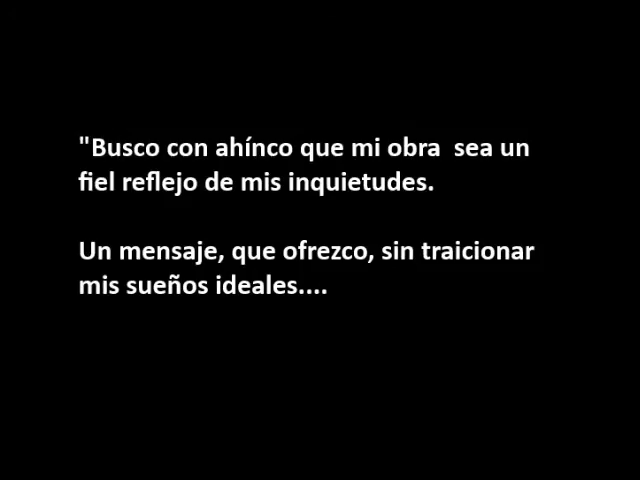 "Busco con ahínco que mi obra  sea un
fiel reflejo de mis inquietudes.
Un mensaje, que ofrezco, sin traicionar
mis sueños ideales....